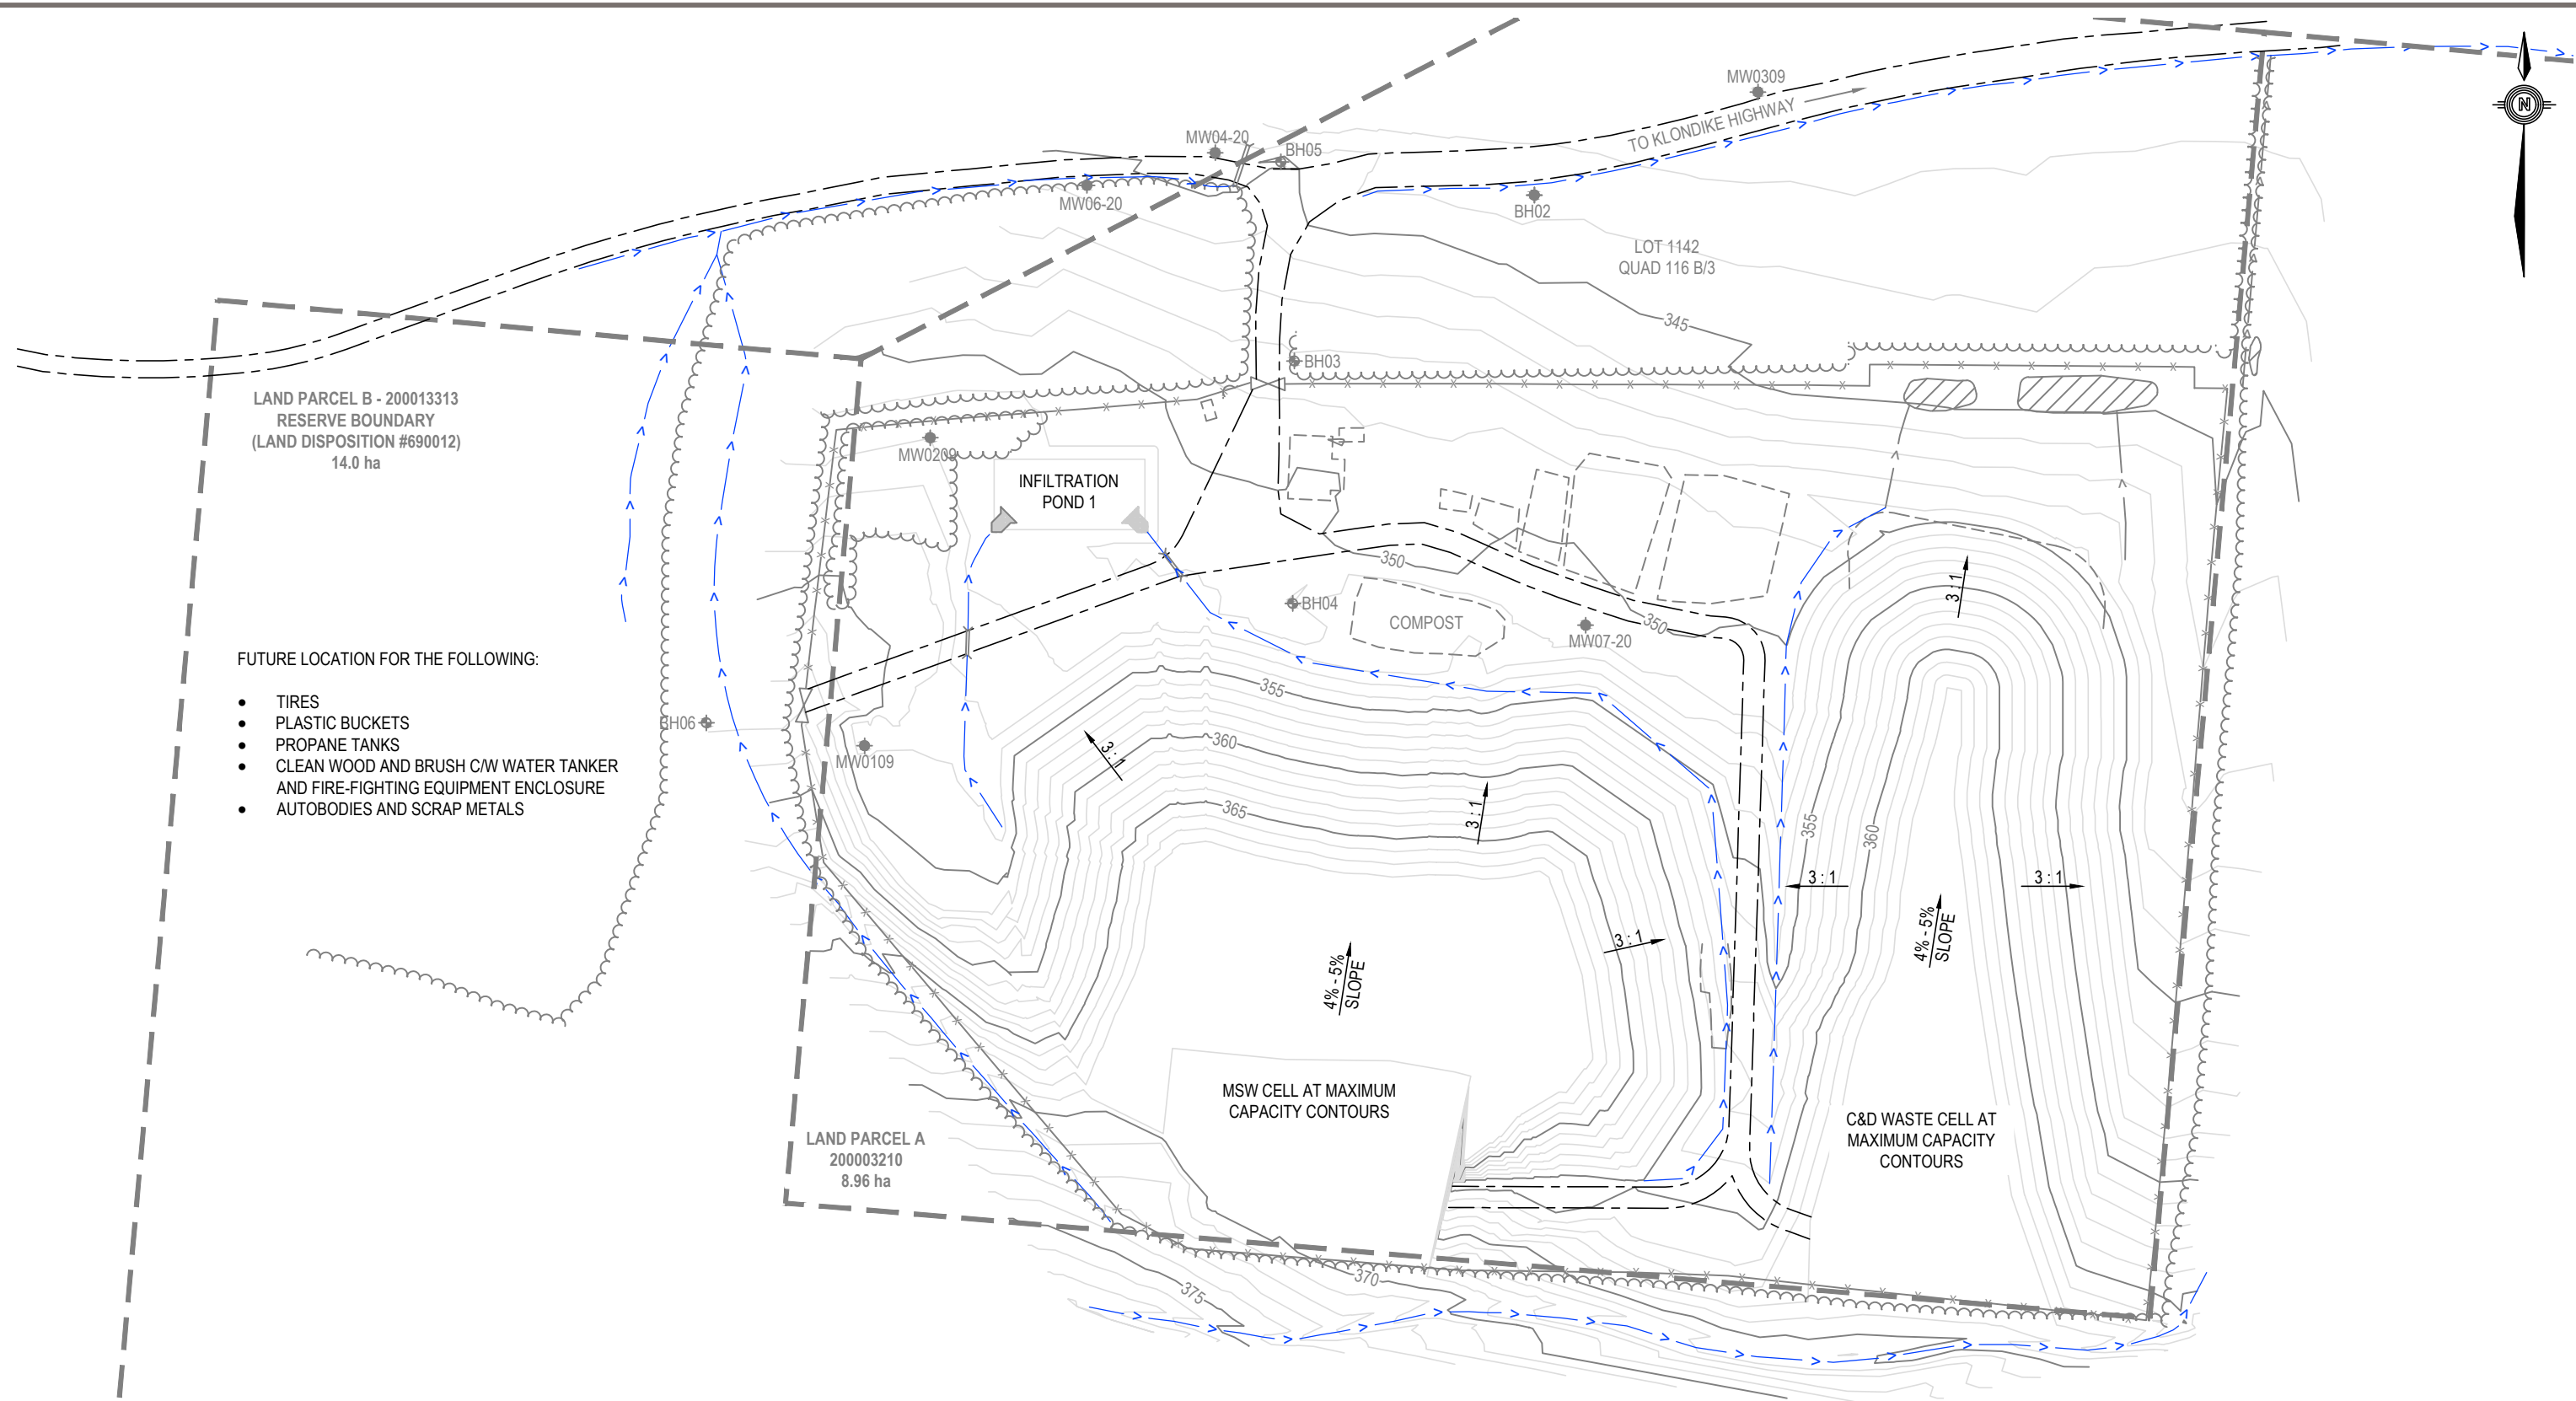 N
MW0309
TO KLONDIKE HIGHWAY
MW04-20
BH05
MW06-20
BH02
LOT 1142
QUAD 116 B/3
345
BH03
LAND PARCEL B - 200013313
RESERVE BOUNDARY
(LAND DISPOSITION #690012)
14.0 ha
MW0209
INFILTRATION
POND 1
350
BH04
COMPOST
350
MW07-20
3 : 1
FUTURE LOCATION FOR THE FOLLOWING:
• TIRES
• PLASTIC BUCKETS
• PROPANE TANKS
• CLEAN WOOD AND BRUSH C/W WATER TANKER
AND FIRE-FIGHTING EQUIPMENT ENCLOSURE
• AUTOBODIES AND SCRAP METALS
BH06
MW0109
355
360
365
3 : 1
3 : 1
3 : 1
355
360
3 : 1
3 : 1
4% - 5%
SLOPE
4% - 5%
SLOPE
MSW CELL AT MAXIMUM
CAPACITY CONTOURS
C&D WASTE CELL AT
MAXIMUM CAPACITY
CONTOURS
LAND PARCEL A
200003210
8.96 ha
370
375